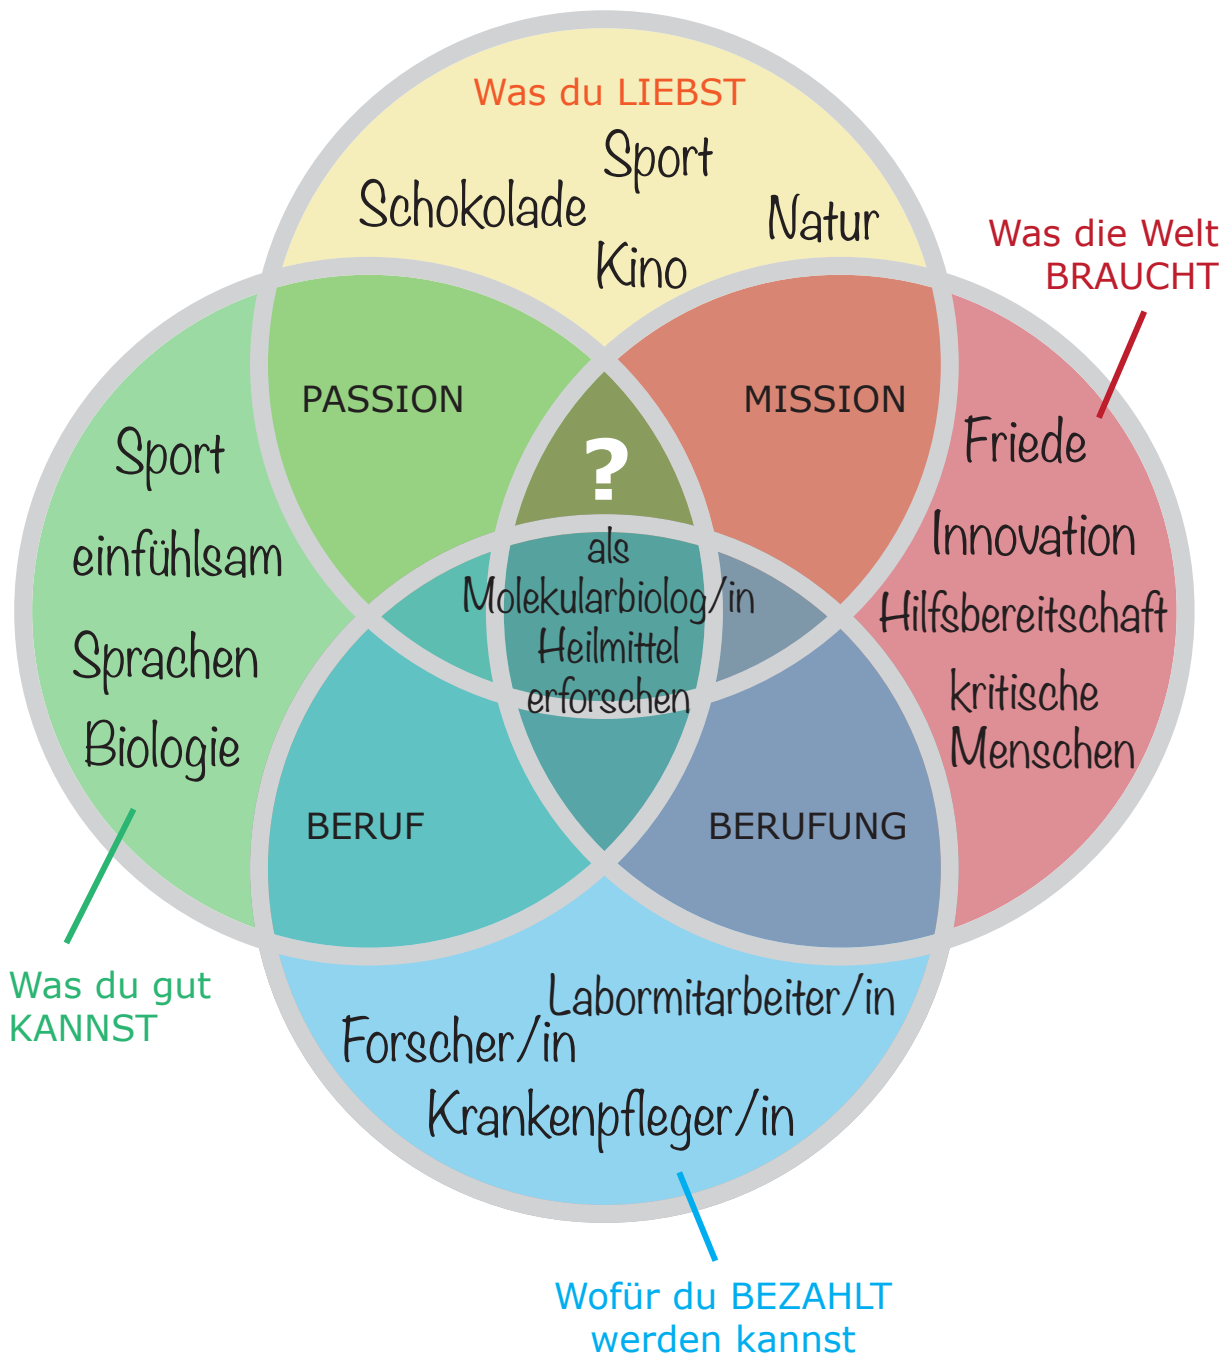 Was du LIEBST
Sport
Schokolade
Natur
Kino
Was die Welt
BRAUCHT
PASSION
MISSION
?
Sport
einfühlsam
Sprachen
Biologie
Friede
Innovation
Hilfsbereitschaft
kritische
Menschen
als
Molekularbiolog/in
Heilmittel
erforschen
BERUF
BERUFUNG
Was du gut
KANNST
Labormitarbeiter/in
Forscher/in
Krankenpfleger/in
Wofür du BEZAHLT
werden kannst